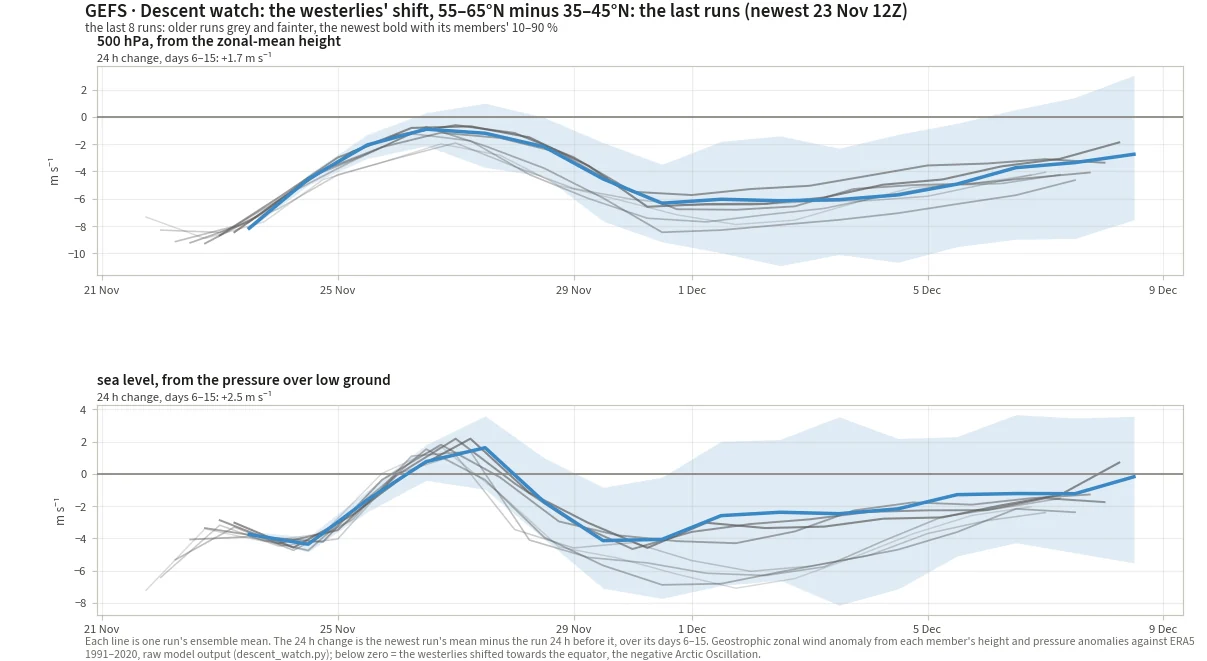 GEFS · Descent watch: the westerlies' shift, 55–65°N minus 35–45°N: the last runs (newest 23 Nov 12Z)
the last 8 runs: older runs grey and fainter, the newest bold with its members' 10–90 %
500 hPa, from the zonal-mean height
24 h change, days 6–15: +1.7 m s⁻¹
2
0
−2
−4
−6
−8
−10
m s⁻¹
21 Nov
25 Nov
29 Nov
1 Dec
5 Dec
9 Dec
sea level, from the pressure over low ground
24 h change, days 6–15: +2.5 m s⁻¹
4
2
0
−2
−4
−6
−8
m s⁻¹
21 Nov
25 Nov
29 Nov
1 Dec
5 Dec
9 Dec
Each line is one run's ensemble mean. The 24 h change is the newest run's mean minus the run 24 h before it, over its days 6–15. Geostrophic zonal wind anomaly from each member's height and pressure anomalies against ERA5
1991–2020, raw model output (descent_watch.py); below zero = the westerlies shifted towards the equator, the negative Arctic Oscillation.